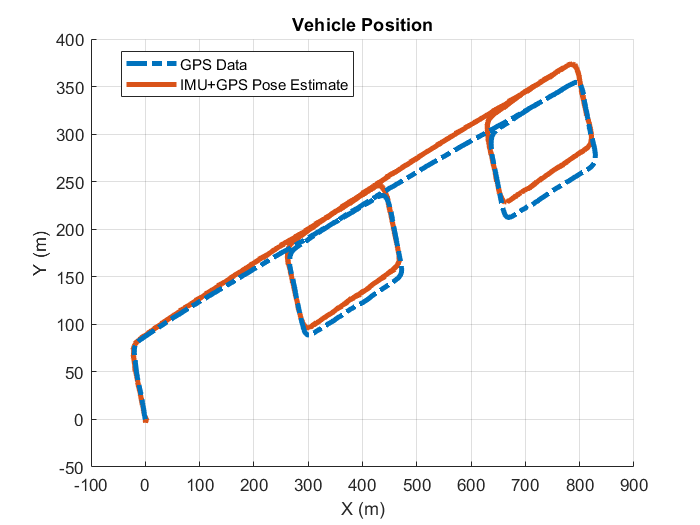 Vehicle Position
GPS Data
IMU+GPS Pose Estimate
400
350
300
250
200
150
100
50
0
-50
Y (m)
-100 0 100 200 300 400 500 600 700 800 900
X (m)